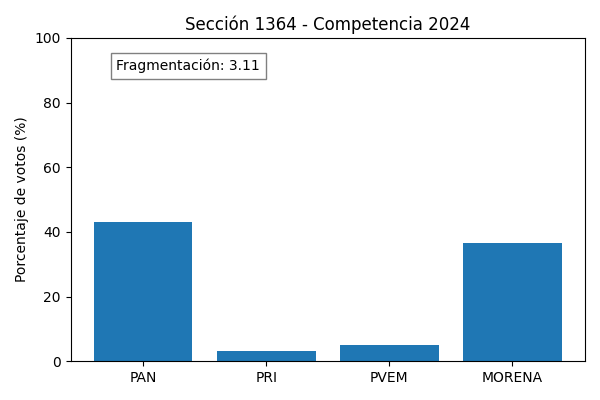 Sección 1364 - Competencia 2024
Fragmentación: 3.11
Porcentaje de votos (%)
100
80
60
40
20
0
PAN PRI PVEM MORENA